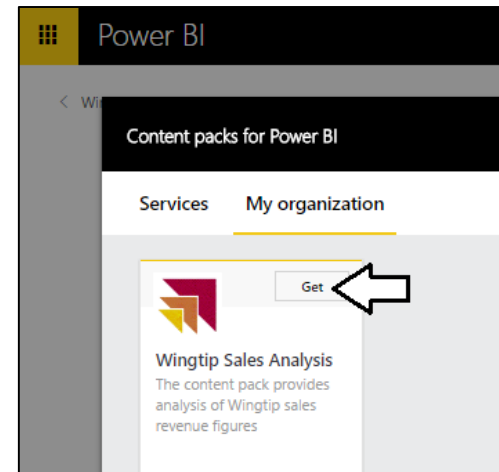 Power BI
< Wi
Content packs for Power BI
Services My organization
Get
Wingtip Sales Analysis
The content pack provides
analysis of Wingtip sales
revenue figures